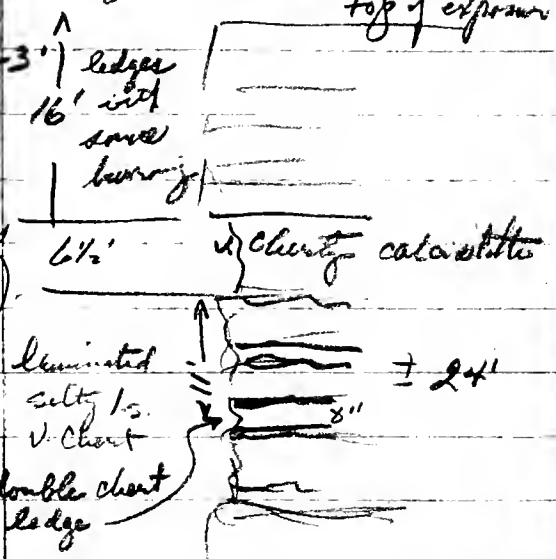 top of exposure
-3'
ledges
16' with
some
burrowing
6½'
V Cherty calcisiltite
laminated
silty ls.
V. Chert
± 24'
8"
double chert
ledge